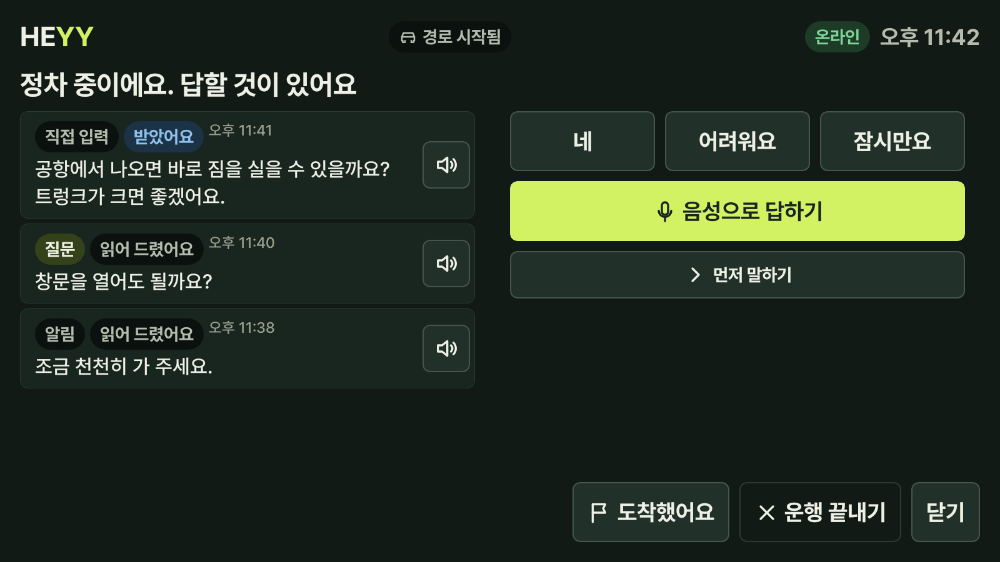 HEYY
경로 시작됨
온라인 오후 11:42
정차 중이에요. 답할 것이 있어요
직접 입력 받았어요 오후 11:41
공항에서 나오면 바로 짐을 실을 수 있을까요?
트렁크가 크면 좋겠어요.
질문 읽어 드렸어요 오후 11:40
창문을 열어도 될까요?
알림 읽어 드렸어요 오후 11:38
조금 천천히 가 주세요.
네 어려워요 잠시만요
음성으로 답하기
먼저 말하기
도착했어요 운행 끝내기 닫기